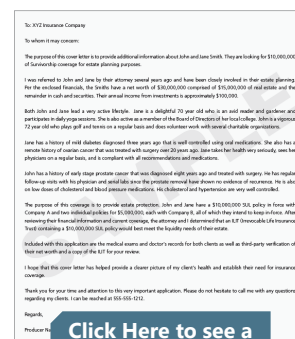 To: XYZ Insurance Company
To whom it may concern:
The purpose of this cover letter is to provide additional information about John and Jane Smith. They are looking for $10,000,000
of Survivorship coverage for estate planning purposes.
I was referred to John and Jane by their attorney several years ago and have been closely involved in their estate planning.
Per the enclosed financials, the Smiths have a net worth of $30,000,000 comprised of $15,000,000 of real estate and the
remainder in cash and securities. Their annual income from investments is approximately $100,000.
Both John and Jane lead a very active lifestyle. Jane is a delightful 70 year old who is an avid reader and gardener and
participates in daily yoga sessions. She is also active as a member of the Board of Directors of her local college. John is a vigorous
72 year old who plays golf and tennis on a regular basis and does volunteer work with several charitable organizations.
Jane has a history of mild diabetes diagnosed three years ago that is well controlled using oral medications. She also has a
remote history of ovarian cancer that was treated with surgery over 20 years ago. Jane takes her health very seriously, sees her
physicians on a regular basis, and is compliant with all recommendations and medications.
John has a history of early stage prostate cancer that was diagnosed eight years ago and treated with surgery. He has regular
follow-up visits with his physician and serial labs since the prostate removal have shown no evidence of recurrence. He is also
on low doses of cholesterol and blood pressure medications. His cholesterol and hypertension are very well controlled.
The purpose of this coverage is to provide estate protection. John and Jane have a $10,000,000 SUL policy in force with
Company A and two individual policies for $5,000,000, each with Company B, all of which they intend to keep in-force. After
reviewing their financial information and current coverage, the attorney and I determined that an ILIT (Irrevocable Life Insurance
Trust) containing a $10,000,000 SUL policy would best meet the liquidity needs of their estate.
Included with this application are the medical exams and doctor's records for both clients as well as third-party verification of
their net worth and a copy of the ILIT for your review.
I hope that this cover letter has helped provide a clearer picture of my client's health and establish their need for insurance
coverage.
Thank you for your time and attention to this very important application. Please do not hesitate to call me with any questions
regarding my clients. I can be reached at 555-555-1212.
Regards,
Producer
Click Here to see a